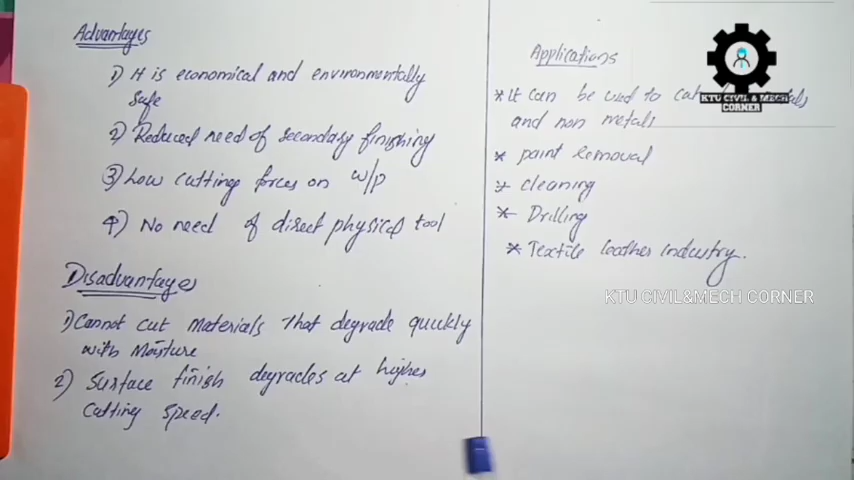 Advantages
1) It is economical and environmentally
safe
2) Reduced need of secondary finishing
3) Low cutting forces on w/p
4) No need of direct physical tool
Disadvantages
1) Cannot cut materials that degrade quickly
with Moisture
2) Surface finish degrades at higher
cutting speed.
Applications
* It can be used to cut
and non metals
* paint removal
* cleaning
* Drilling
* Textile leather industry.
KTU CIVIL & MECH
CORNER
KTU CIVIL&MECH CORNER